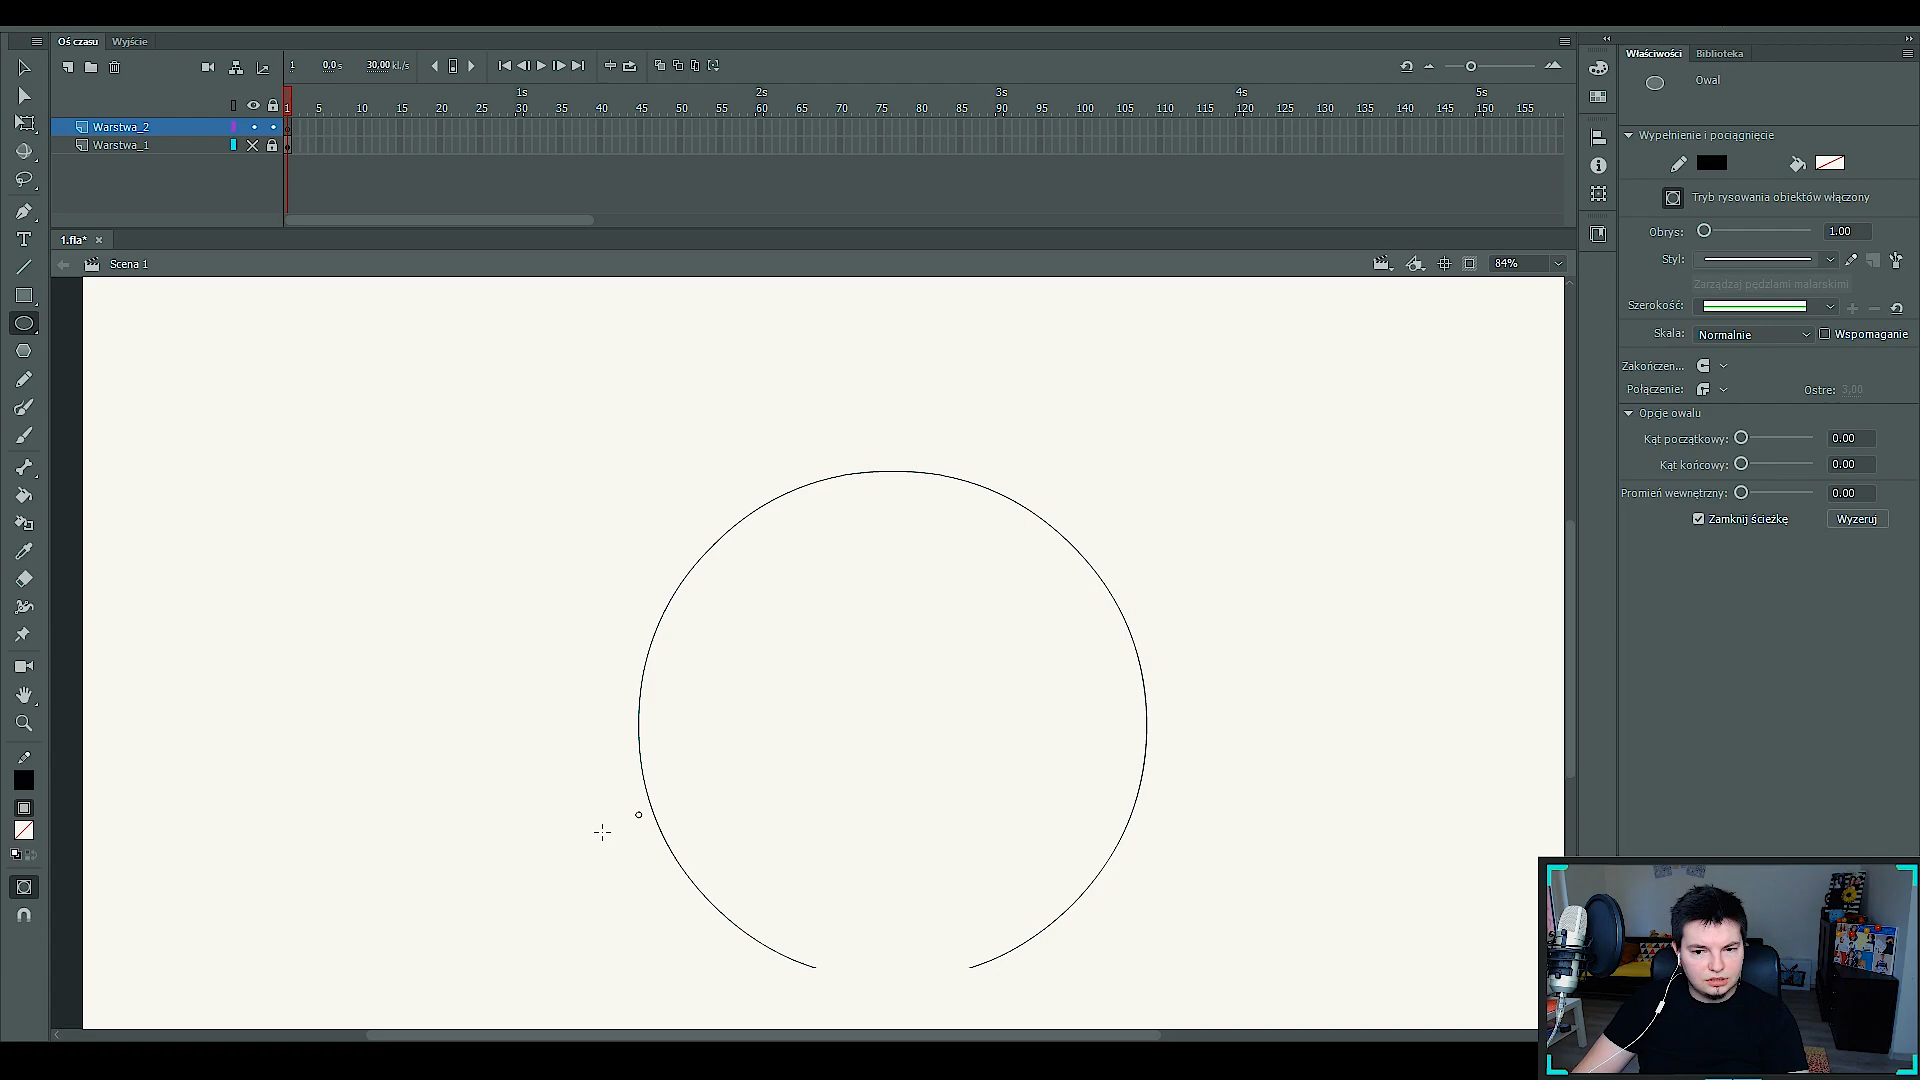 Oś czasu
Wyjście
1 0,0 s 30,00 kl./s
1s 2s 3s 4s 5s
1 5 10 15 20 25 30 35 40 45 50 55 60 65 70 75 80 85 90 95 100 105 110 115 120 125 130 135 140 145 150 155
Warstwa_2
Warstwa_1
1.fla* ×
Scena 1
84%
Właściwości Biblioteka
Owal
Wypełnienie i pociągnięcie
Tryb rysowania obiektów włączony
Obrys: 1.00
Styl:
Zarządzaj pędzlami malarskimi
Szerokość:
Skala: Normalnie Wspomaganie
Zakończen...
Połączenie: Ostre: 3,00
Opcje owalu
Kąt początkowy: 0.00
Kąt końcowy: 0.00
Promień wewnętrzny: 0.00
Zamknij ścieżkę Wyzeruj